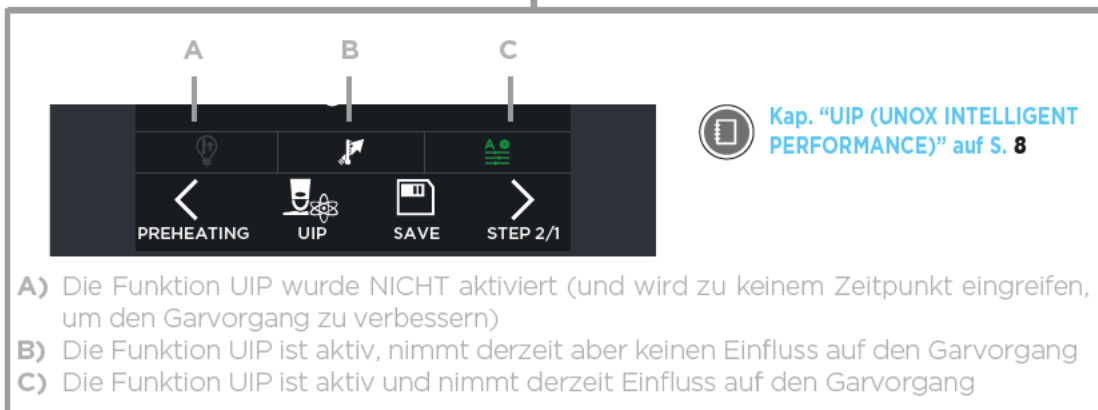 A B C
Kap. “UIP (UNOX INTELLIGENT
PERFORMANCE)” auf S. 8
PREHEATING UIP SAVE STEP 2/1
A) Die Funktion UIP wurde NICHT aktiviert (und wird zu keinem Zeitpunkt eingreifen,
um den Garvorgang zu verbessern)
B) Die Funktion UIP ist aktiv, nimmt derzeit aber keinen Einfluss auf den Garvorgang
C) Die Funktion UIP ist aktiv und nimmt derzeit Einfluss auf den Garvorgang